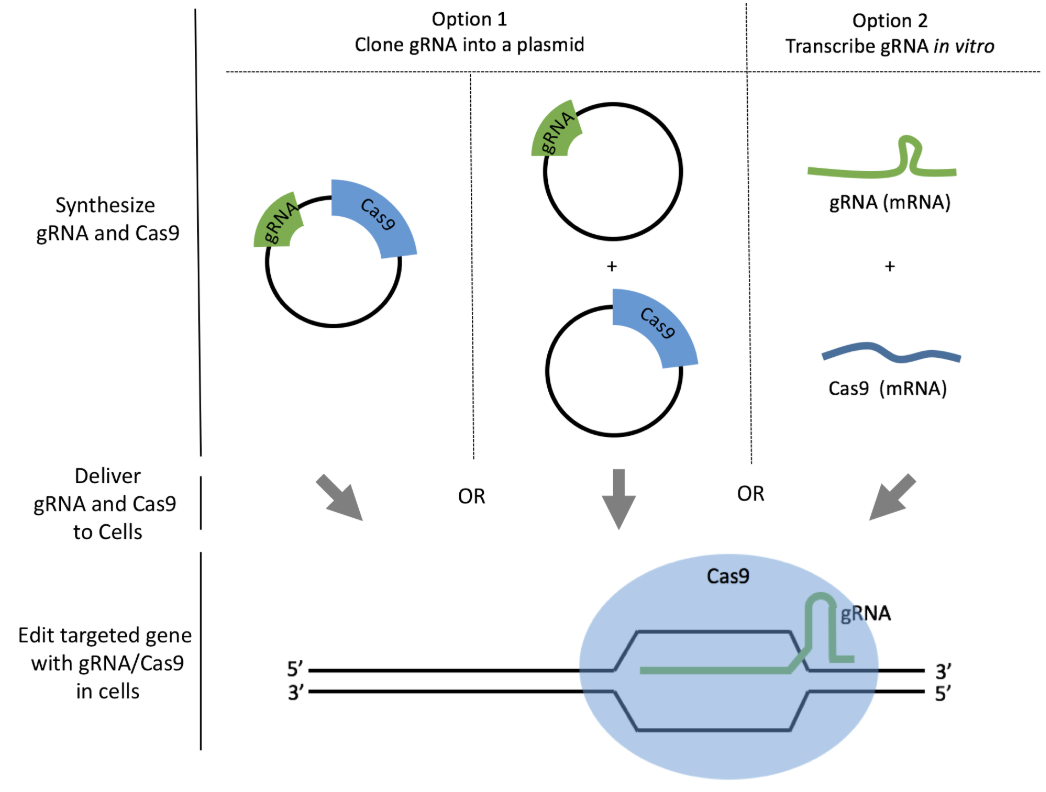 Option 1
Clone gRNA into a plasmid
Option 2
Transcribe gRNA in vitro
Synthesize
gRNA and Cas9
gRNA
Cas9
gRNA
+
Cas9
gRNA (mRNA)
+
Cas9 (mRNA)
Deliver
gRNA and Cas9
to Cells
OR
OR
Edit targeted gene
with gRNA/Cas9
in cells
Cas9
gRNA
5’
3’
3’
5’